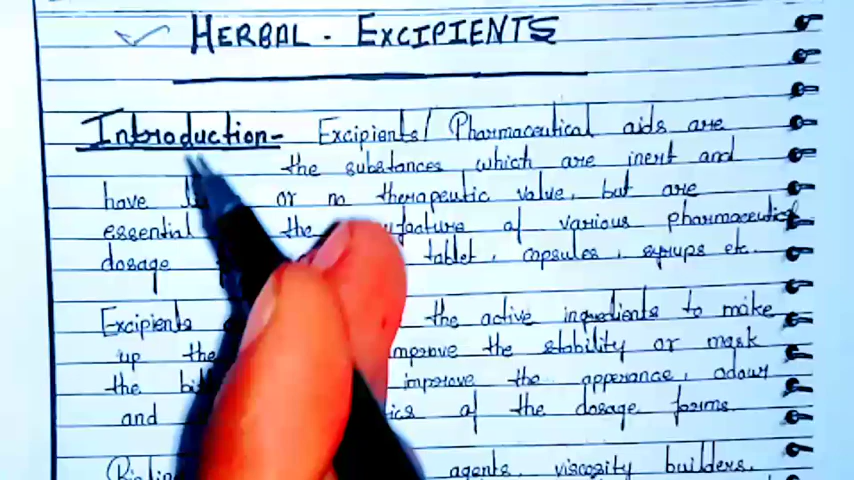 HERBAL - EXCIPIENTS
Introduction - Excipients/ Pharmaceutical aids are
the substances which are inert and
have or no therapeutic value, but are
essential the of various pharmaceutical
dosage tablet, capsules, syrups etc.
Excipients the active ingredients to make
up the improve the stability or mask
the improve the apperance, odour
and of the dosage forms.
agents, viscosity builders,